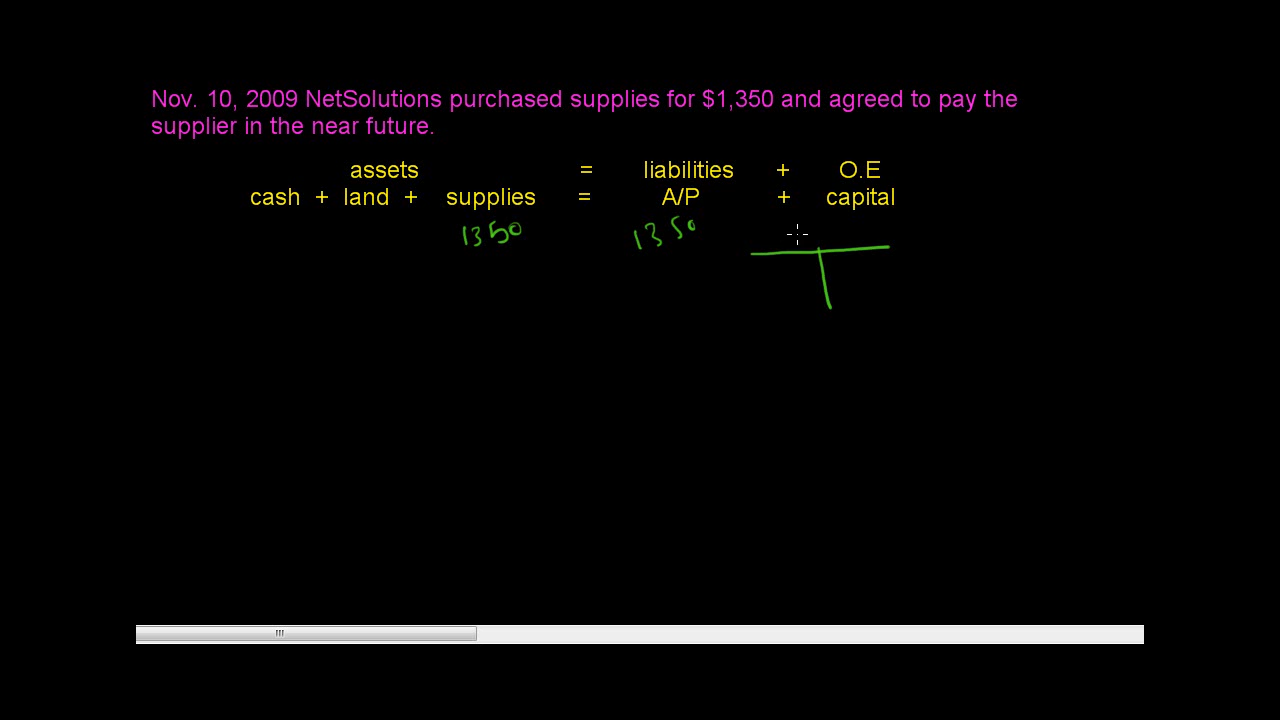 Nov. 10, 2009 NetSolutions purchased supplies for $1,350 and agreed to pay the
supplier in the near future.
assets = liabilities + O.E
cash + land + supplies = A/P + capital
1350 1350